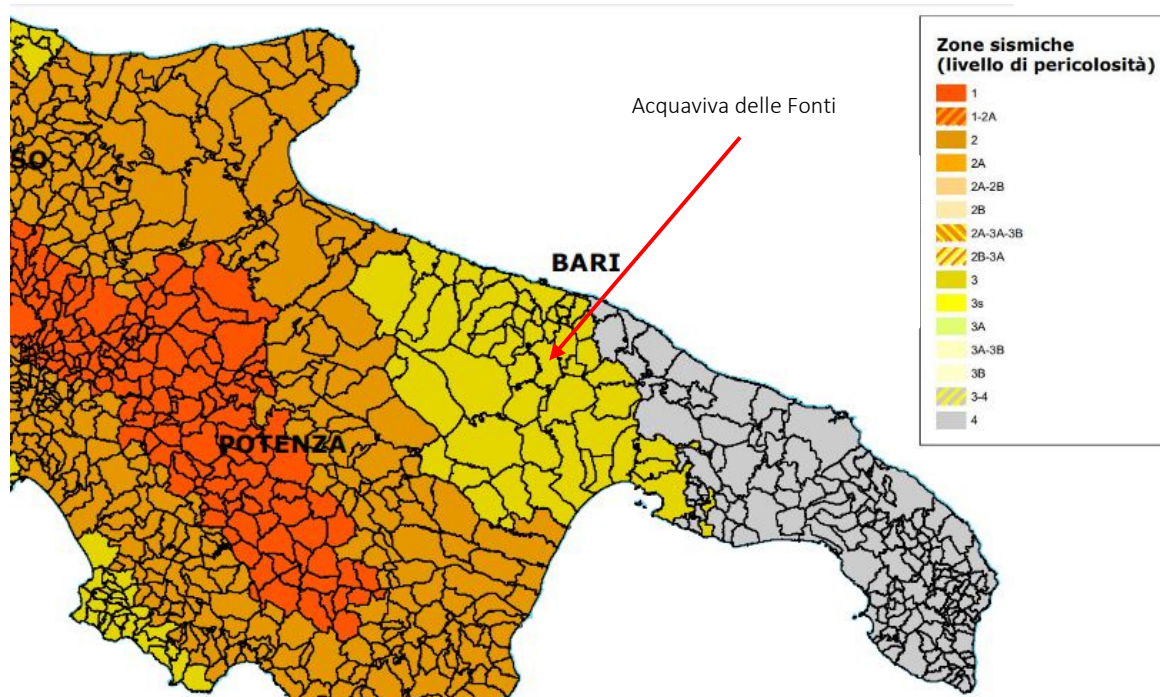 Zone sismiche
(livello di pericolosità)
1
1-2A
2
2A
2A-2B
2B
2A-3A-3B
2B-3A
3
3s
3A
3A-3B
3B
3-4
4
Acquaviva delle Fonti
SO
BARI
POTENZA